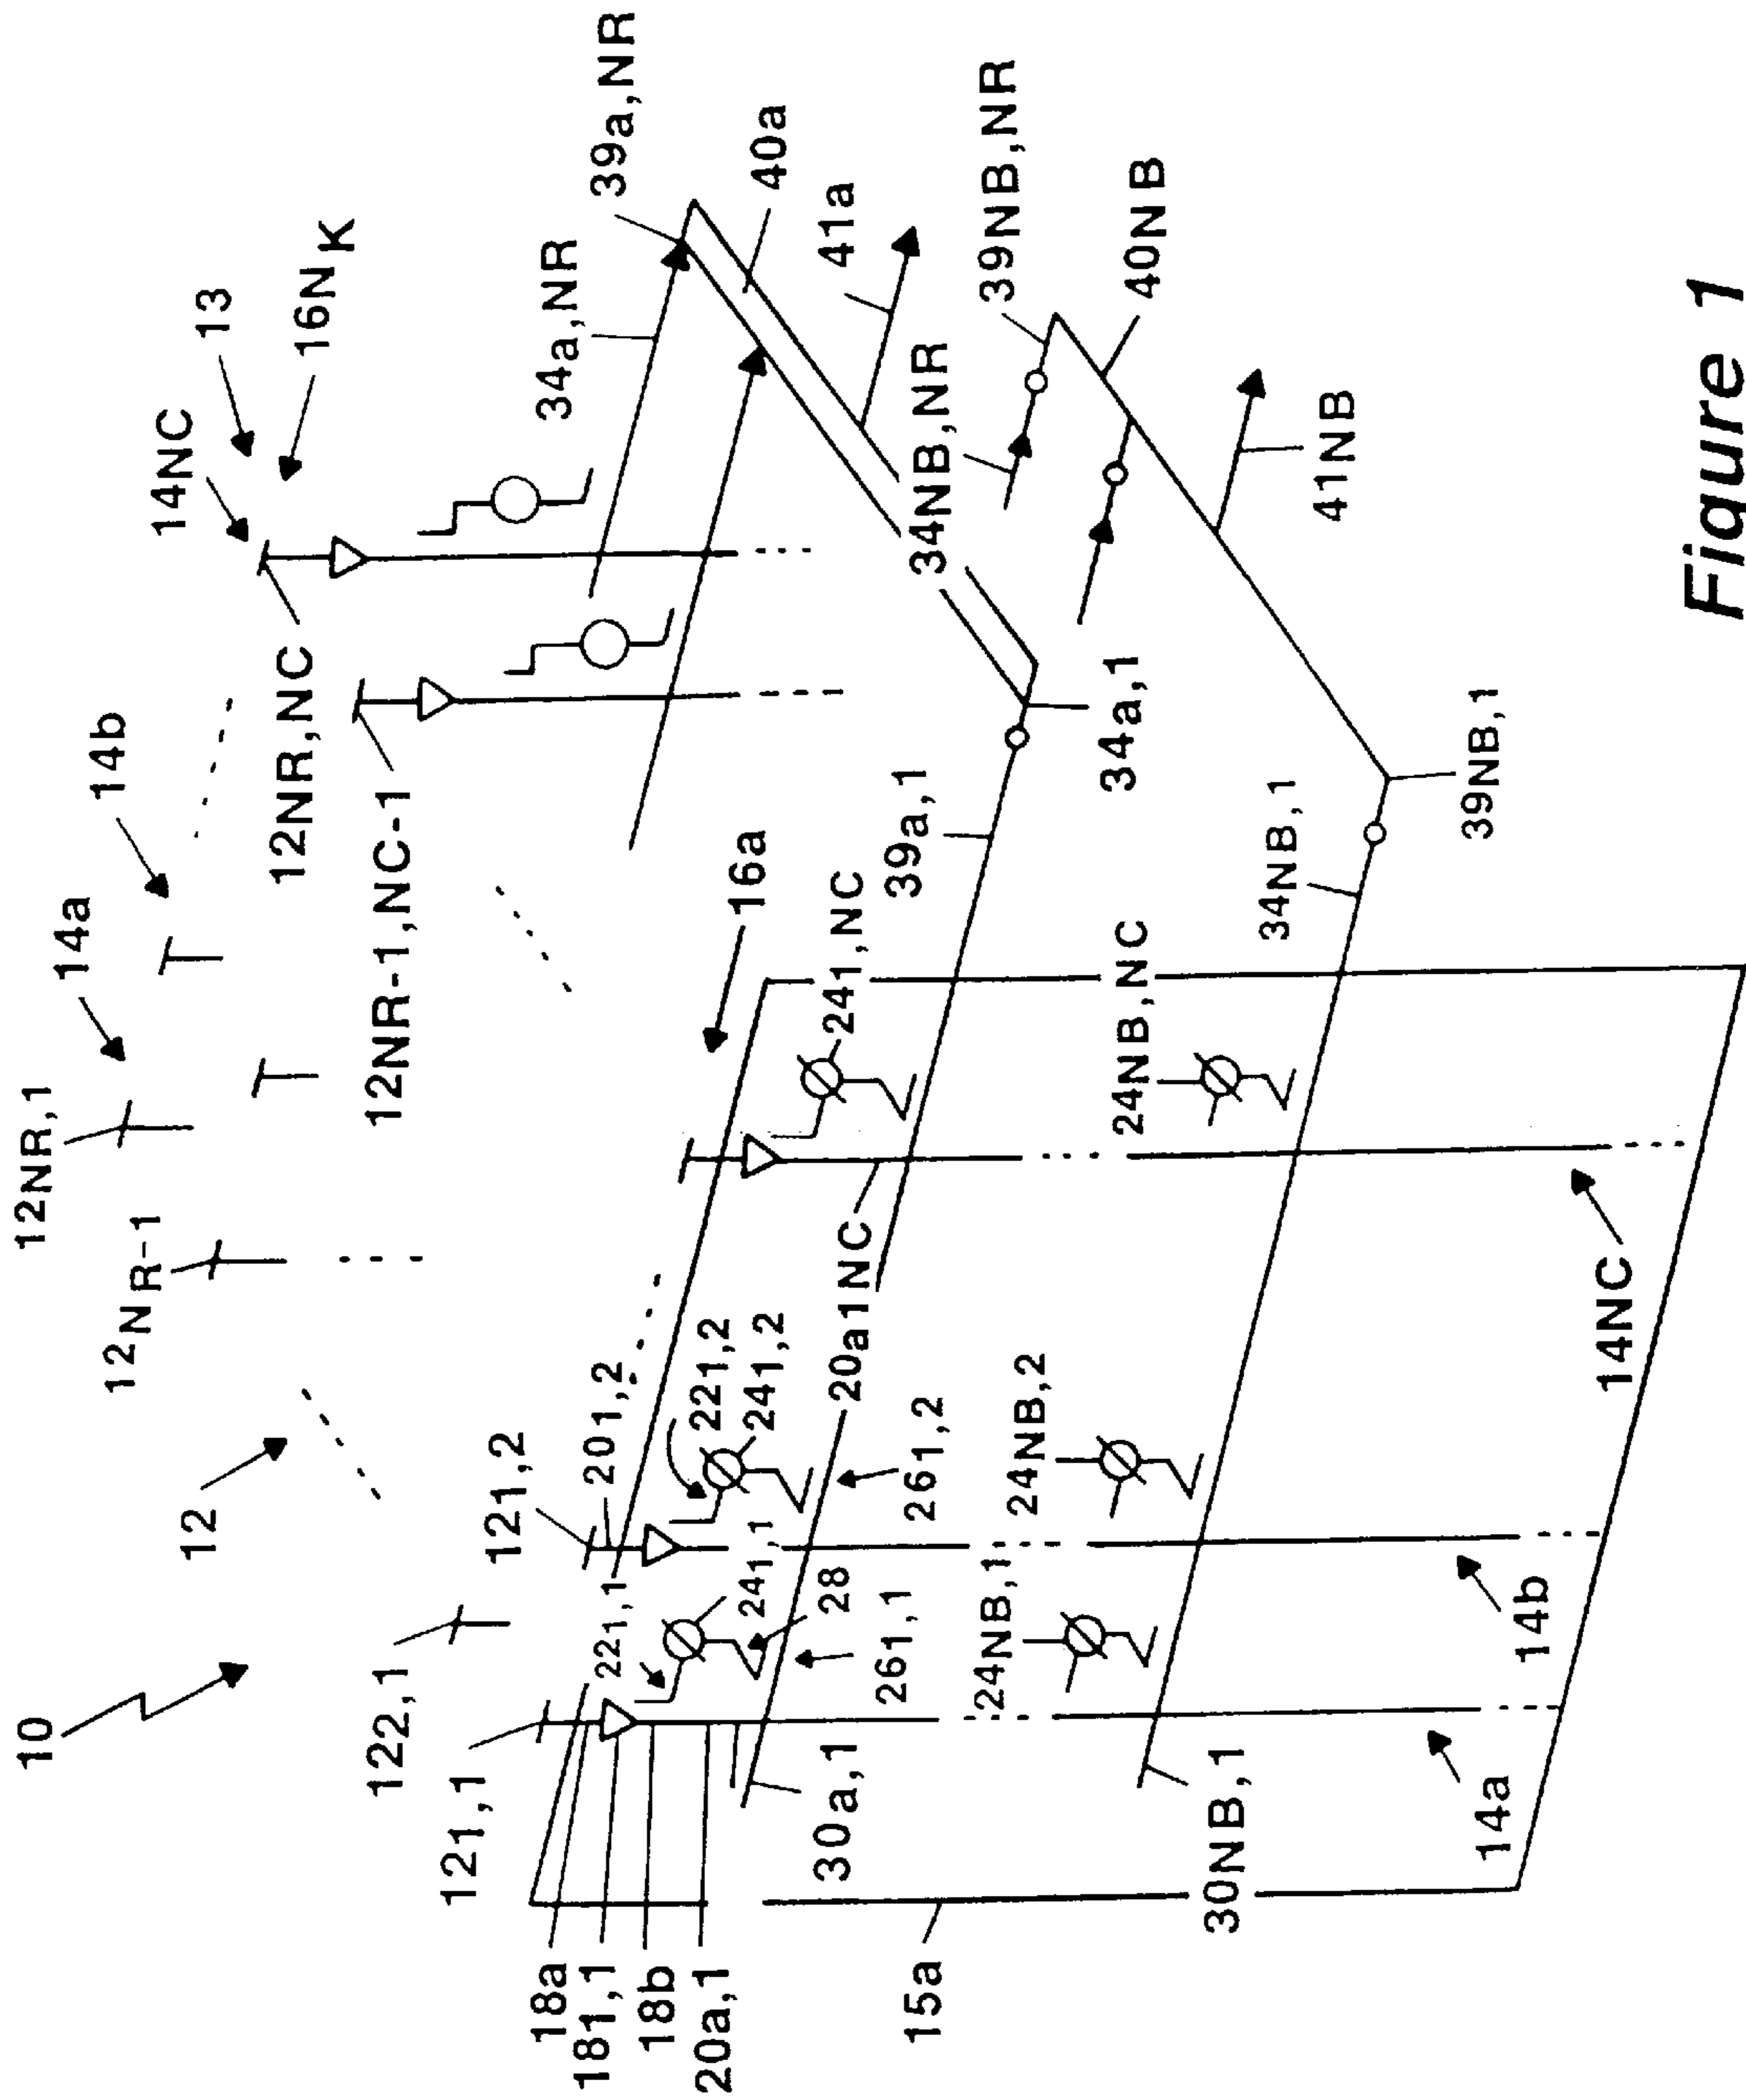 10
12
12NR-1
12NR,1
14a
14b
14NC
13
16NK
122,1
121,1
121,2
201,2
12NR,NC
12NR-1,NC-1
34a,NR
39a,NR
40a
41a
18a
181,1
18b
20a,1
221,1
241,1
28
221,2
241,2
261,1
261,2
16a
241,NC
20a1NC
39a,1
34a,1
34NB,NR
39NB,NR
40NB
41NB
30a,1
15a
24NB,1
24NB,2
24NB,NC
34NB,1
39NB,1
30NB,1
14a
14b
14NC
Figure 1